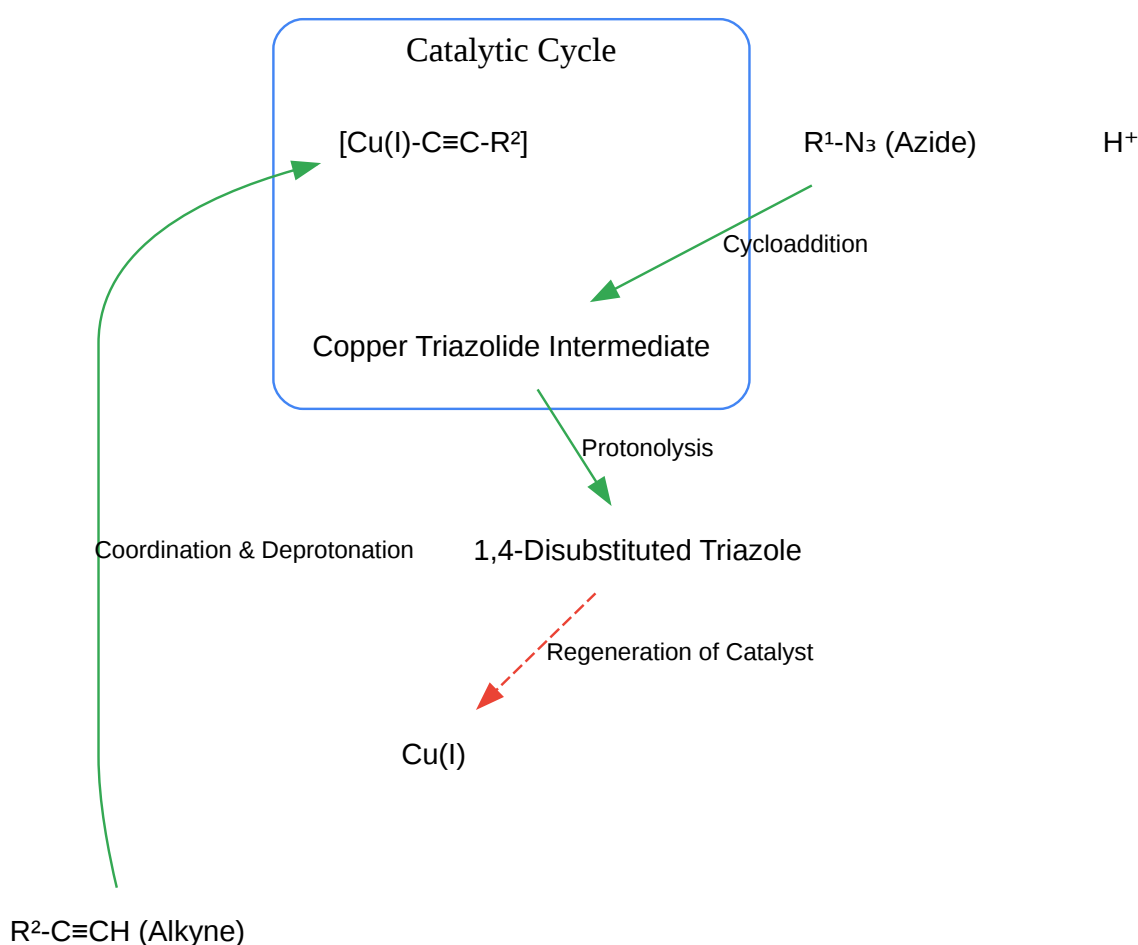 Catalytic Cycle
[Cu(I)-C≡C-R²]
R¹-N₃ (Azide)
H⁺
Cycloaddition
Copper Triazolide Intermediate
Protonolysis
Coordination & Deprotonation
1,4-Disubstituted Triazole
Regeneration of Catalyst
Cu(I)
R²-C≡CH (Alkyne)